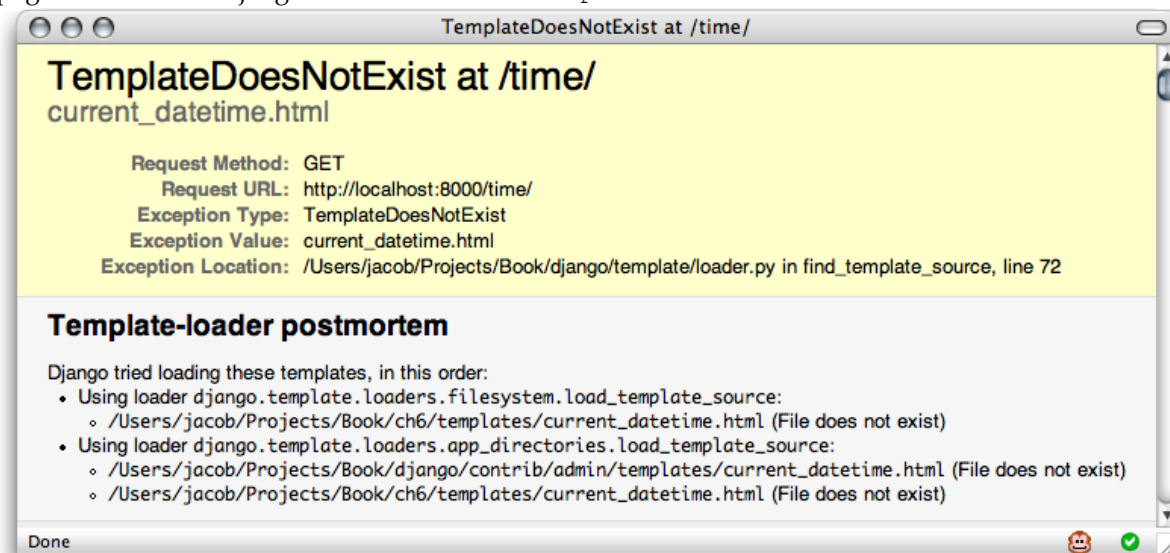 TemplateDoesNotExist at /time/
TemplateDoesNotExist at /time/
current_datetime.html
Request Method: GET
Request URL: http://localhost:8000/time/
Exception Type: TemplateDoesNotExist
Exception Value: current_datetime.html
Exception Location: /Users/jacob/Projects/Book/django/template/loader.py in find_template_source, line 72
Template-loader postmortem
Django tried loading these templates, in this order:
• Using loader django.template.loaders.filesystem.load_template_source:
◦ /Users/jacob/Projects/Book/ch6/templates/current_datetime.html (File does not exist)
• Using loader django.template.loaders.app_directories.load_template_source:
◦ /Users/jacob/Projects/Book/django/contrib/admin/templates/current_datetime.html (File does not exist)
◦ /Users/jacob/Projects/Book/ch6/templates/current_datetime.html (File does not exist)
Done